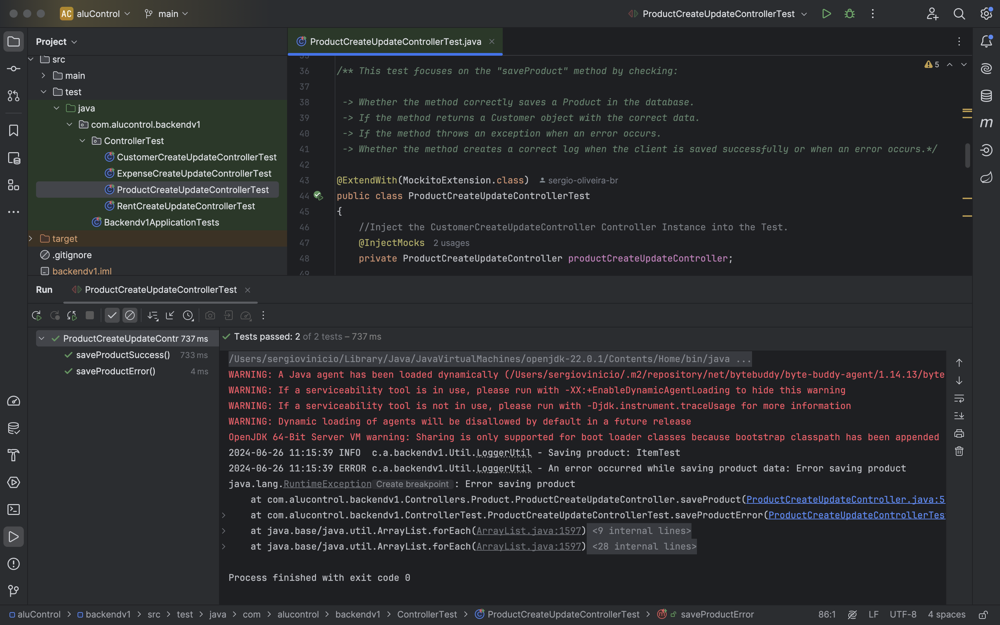 AC aluControl main ProductCreateUpdateControllerTest
Project
ProductCreateUpdateControllerTest.java
src
main
test
java
com.alucontrol.backendv1
ControllerTest
CustomerCreateUpdateControllerTest
ExpenseCreateUpdateControllerTest
ProductCreateUpdateControllerTest
RentCreateUpdateControllerTest
Backendv1ApplicationTests
target
.gitignore
backendv1.iml
5
36 /** This test focuses on the "saveProduct" method by checking:
37
38 -> Whether the method correctly saves a Product in the database.
39 -> If the method returns a Customer object with the correct data.
40 -> If the method throws an exception when an error occurs.
41 -> Whether the method creates a correct log when the client is saved successfully or when an error occurs.*/
42
43 @ExtendWith(MockitoExtension.class) sergio-oliveira-br
44 public class ProductCreateUpdateControllerTest
45 {
46 //Inject the CustomerCreateUpdateController Controller Instance into the Test.
47 @InjectMocks 2 usages
48 private ProductCreateUpdateController productCreateUpdateController;
49
Run ProductCreateUpdateControllerTest
ProductCreateUpdateContr 737 ms
saveProductSuccess() 733 ms
saveProductError() 4 ms
Tests passed: 2 of 2 tests – 737 ms
/Users/sergiovinicio/Library/Java/JavaVirtualMachines/openjdk-22.0.1/Contents/Home/bin/java ...
WARNING: A Java agent has been loaded dynamically (/Users/sergiovinicio/.m2/repository/net/bytebuddy/byte-buddy-agent/1.14.13/byte
WARNING: If a serviceability tool is in use, please run with -XX:+EnableDynamicAgentLoading to hide this warning
WARNING: If a serviceability tool is not in use, please run with -Djdk.instrument.traceUsage for more information
WARNING: Dynamic loading of agents will be disallowed by default in a future release
OpenJDK 64-Bit Server VM warning: Sharing is only supported for boot loader classes because bootstrap classpath has been appended
2024-06-26 11:15:39 INFO  c.a.backendv1.Util.LoggerUtil - Saving product: ItemTest
2024-06-26 11:15:39 ERROR c.a.backendv1.Util.LoggerUtil - An error occurred while saving product data: Error saving product
java.lang.RuntimeException Create breakpoint : Error saving product
at com.alucontrol.backendv1.Controllers.Product.ProductCreateUpdateController.saveProduct(ProductCreateUpdateController.java:5
at com.alucontrol.backendv1.ControllerTest.ProductCreateUpdateControllerTest.saveProductError(ProductCreateUpdateControllerTes
at java.base/java.util.ArrayList.forEach(ArrayList.java:1597) <9 internal lines>
at java.base/java.util.ArrayList.forEach(ArrayList.java:1597) <28 internal lines>
Process finished with exit code 0
aluControl > backendv1 > src > test > java > com > alucontrol > backendv1 > ControllerTest > ProductCreateUpdateControllerTest > saveProductError 86:1 LF UTF-8 4 spaces